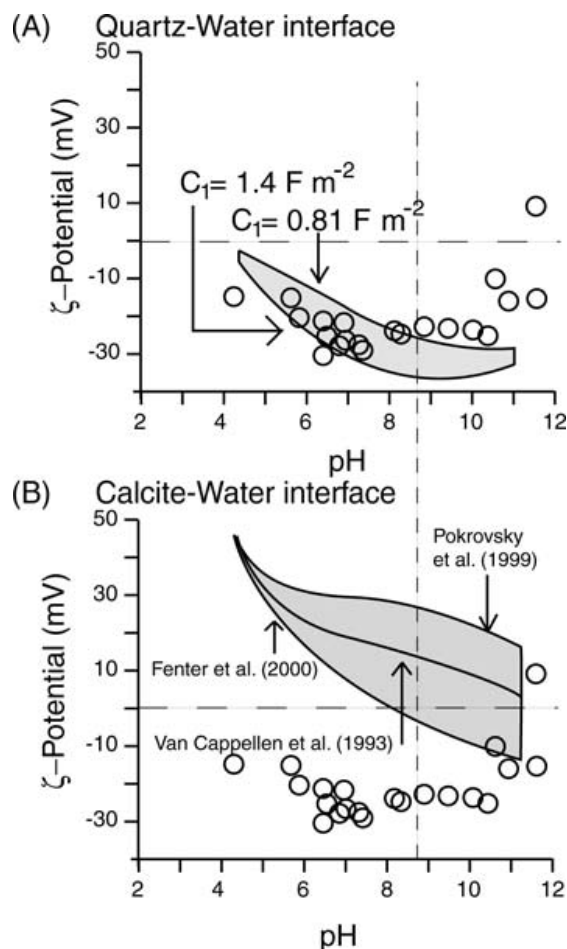 (A) Quartz-Water interface
50
30
10
-10
-30
ζ–Potential (mV)
C₁= 1.4 F m⁻²
C₁= 0.81 F m⁻²
2 4 6 8 10 12
pH
(B) Calcite-Water interface
50
30
10
-10
-30
ζ–Potential (mV)
Pokrovsky
et al. (1999)
Fenter et al. (2000)
Van Cappellen et al. (1993)
2 4 6 8 10 12
pH